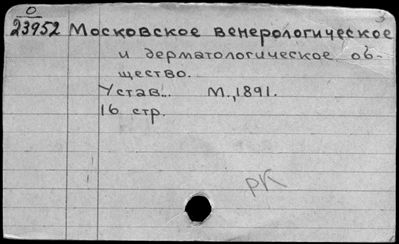 0
23952 Московское венерологическое
и дерматологическое об-
щество.
Устав... М., 1891.
16 стр.
РК